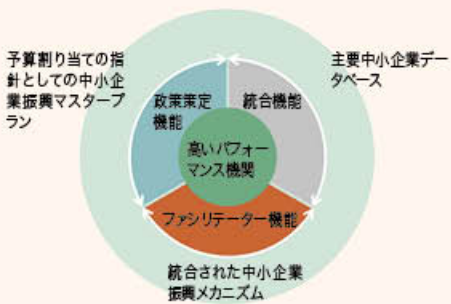 予算割り当ての指
針としての中小企
業振興マスタープ
ラン
主要中小企業デー
タベース
政策策定
機能
統合機能
高いパフォー
マンス機関
ファシリテーター機能
統合された中小企業
振興メカニズム